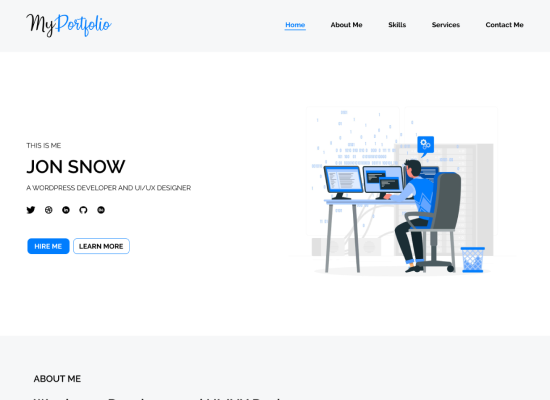 MyPortfolio
Home About Me Skills Services Contact Me
THIS IS ME
JON SNOW
A WORDPRESS DEVELOPER AND UI/UX DESIGNER
HIRE ME LEARN MORE
ABOUT ME